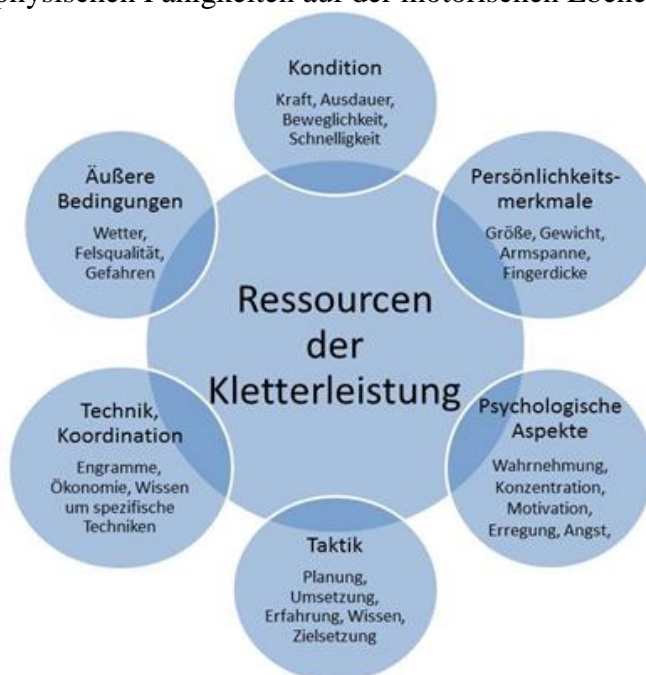 physischen Fähigkeiten auf der motorischen Ebene
Kondition
Kraft, Ausdauer,
Beweglichkeit,
Schnelligkeit
Persönlichkeits-
merkmale
Größe, Gewicht,
Armspanne,
Fingerdicke
Psychologische
Aspekte
Wahrnehmung,
Konzentration,
Motivation,
Erregung, Angst,
Taktik
Planung,
Umsetzung,
Erfahrung, Wissen,
Zielsetzung
Technik,
Koordination
Engramme,
Ökonomie, Wissen
um spezifische
Techniken
Äußere
Bedingungen
Wetter,
Felsqualität,
Gefahren
Ressourcen
der
Kletterleistung